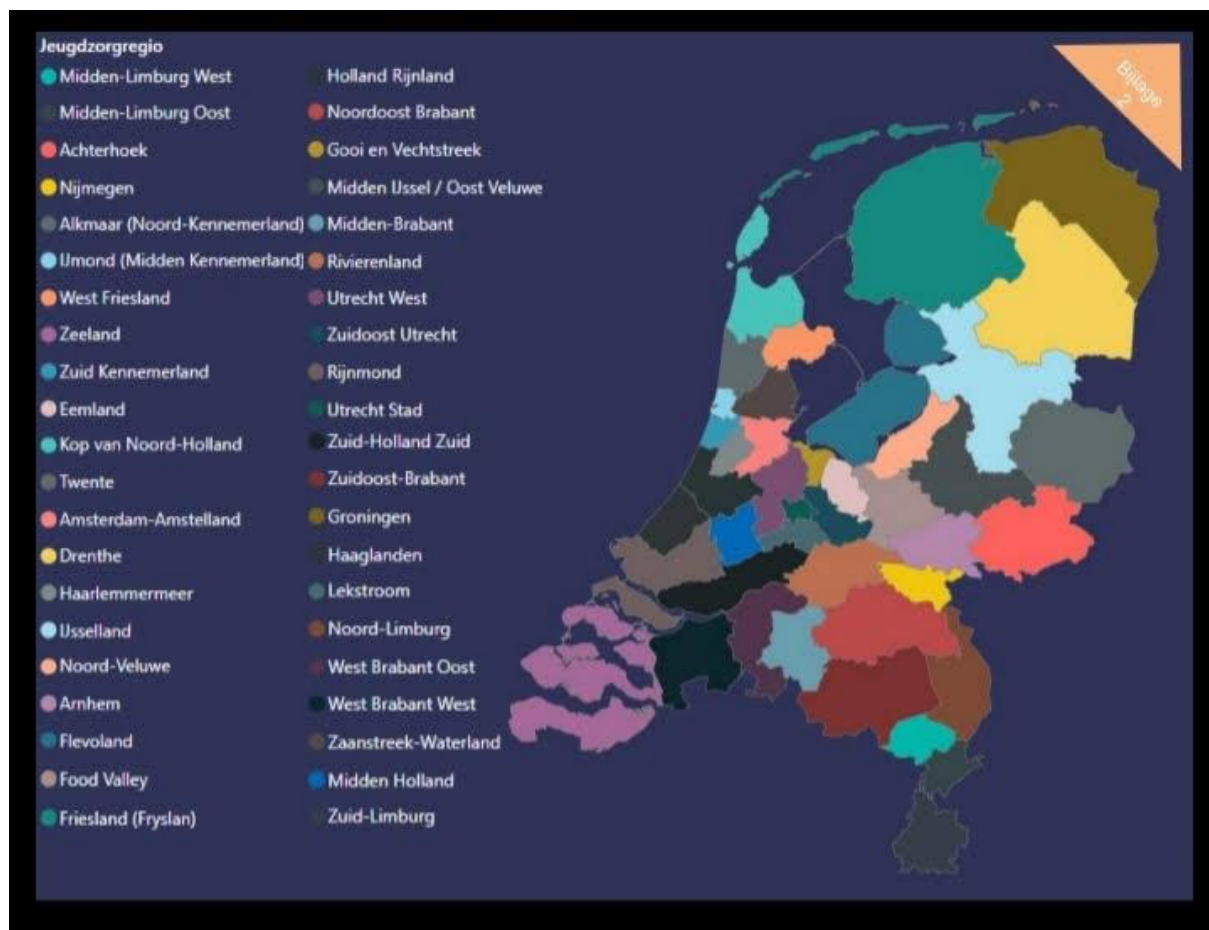 Jeugdzorgregio
Midden-Limburg West
Midden-Limburg Oost
Achterhoek
Nijmegen
Alkmaar (Noord-Kennemerland)
IJmond (Midden Kennemerland)
West Friesland
Zeeland
Zuid Kennemerland
Eemland
Kop van Noord-Holland
Twente
Amsterdam-Amstelland
Drenthe
Haarlemmermeer
IJsselland
Noord-Veluwe
Arnhem
Flevoland
Food Valley
Friesland (Fryslan)
Holland Rijnland
Noordoost Brabant
Gooi en Vechtstreek
Midden IJssel / Oost Veluwe
Midden-Brabant
Rivierenland
Utrecht West
Zuidoost Utrecht
Rijnmond
Utrecht Stad
Zuid-Holland Zuid
Zuidoost-Brabant
Groningen
Haaglanden
Lekstroom
Noord-Limburg
West Brabant Oost
West Brabant West
Zaanstreek-Waterland
Midden Holland
Zuid-Limburg
Bijlage
2